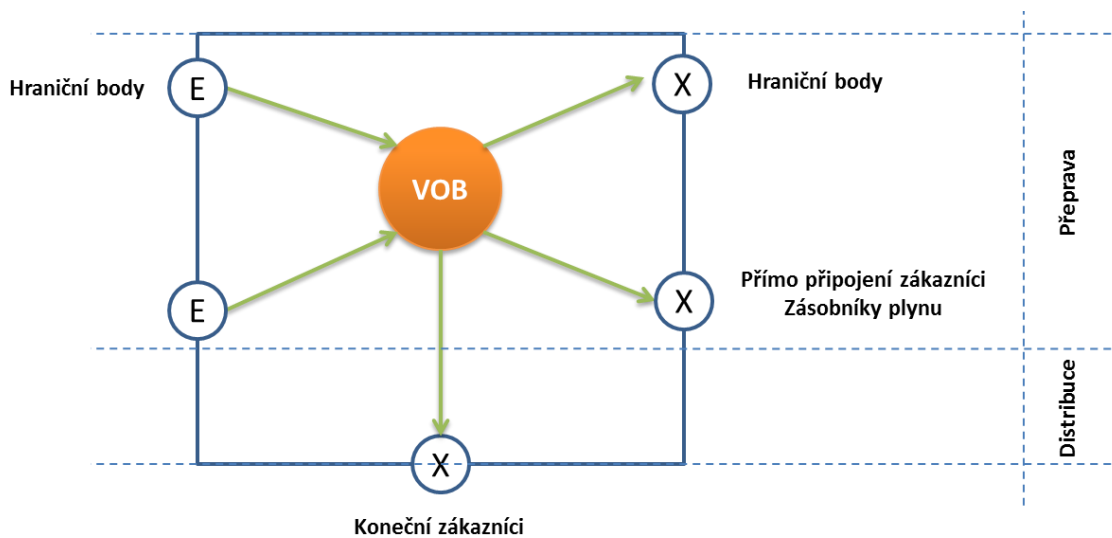 Hraniční body
E
X
Hraniční body
VOB
Přeprava
E
X
Přímo připojení zákazníci
Zásobníky plynu
Distribuce
X
Koneční zákazníci